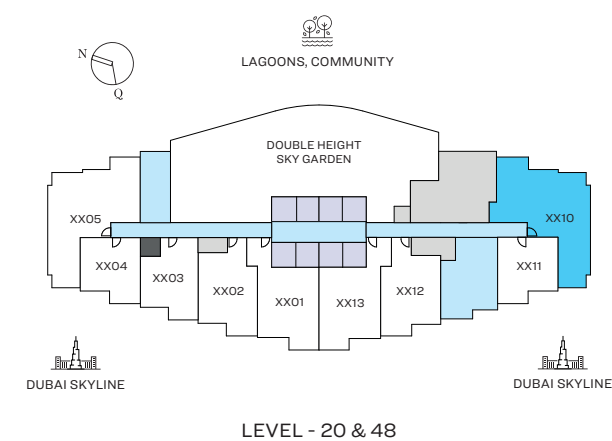 N
Q
LAGOONS, COMMUNITY
DOUBLE HEIGHT
SKY GARDEN
XX05
XX10
XX04
XX03
XX02
XX01
XX13
XX12
XX11
DUBAI SKYLINE
DUBAI SKYLINE
LEVEL - 20 & 48